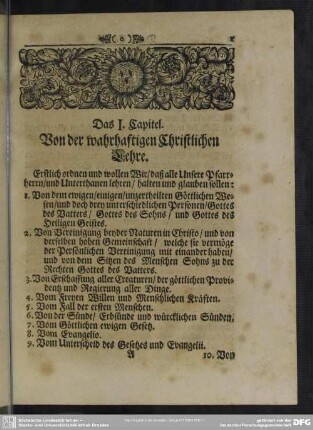 ( o )
Das I. Capitel.
Von der wahrhaftigen Christlichen
Lehre.
Erstlich ordnen und wollen Wir/ daß alle Unsere Pfarr-
herrn/und Unterthanen lehren/ halten und glauben sollen:
1. Von dem ewigen/einigen/unzertheilten Göttlichen We-
sen/und doch drey unterschiedlichen Personen/Gottes
des Vatters/ Gottes des Sohns/ und Gottes des
Heiligen Geistes.
2. Von Vereinigung beyder Naturen in Christo/ und von
derselben hohen Gemeinschaft/ welche sie vermöge
der Persönlichen Vereinigung mit einander haben/
und von dem Sitzen des Menschen Sohns zu der
Rechten Gottes des Vatters.
3. Von Erschaffung aller Creaturen/ der göttlichen Provi-
dentz und Regierung aller Dinge.
4. Vom Freyen Willen und Menschlichen Kräften.
5. Vom Fall der ersten Menschen.
6. Von der Sünde/ Erbsünde und würcklichen Sünden.
7. Vom Göttlichen ewigen Gesetz.
8. Vom Evangelio.
9. Vom Unterscheid des Gesetzes und Evangelii.
A 10. Von